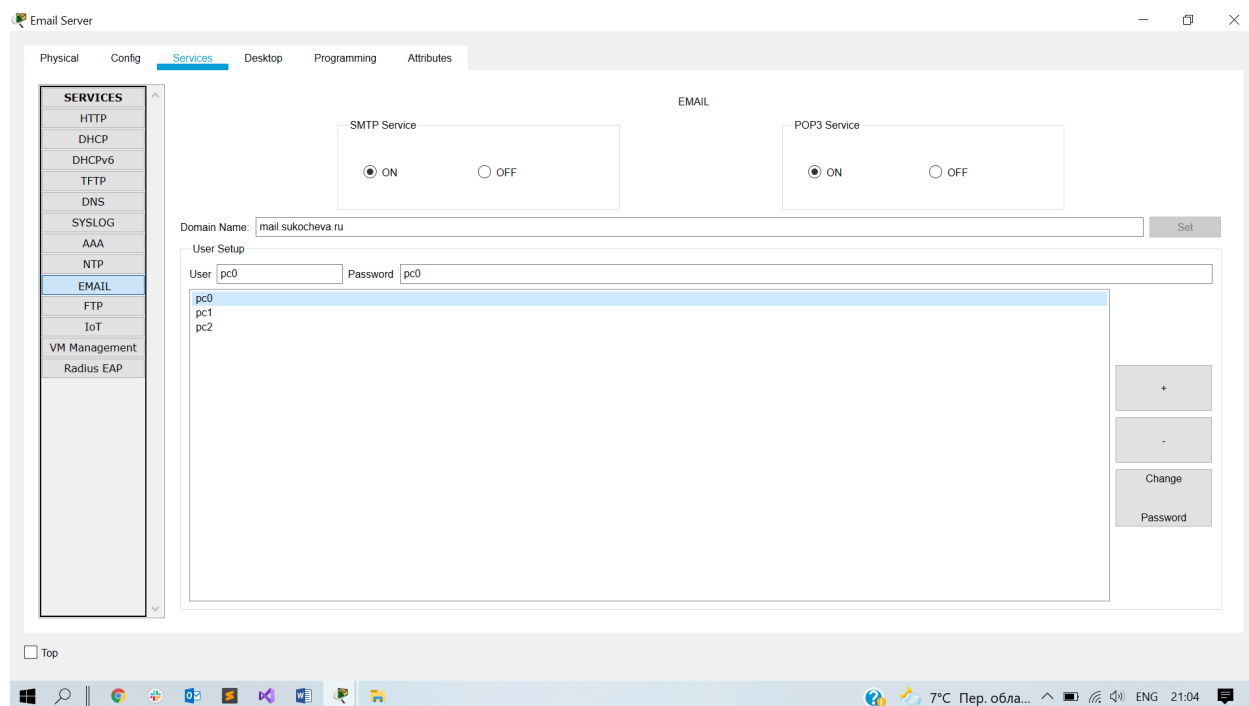 Email Server
Physical Config Services Desktop Programming Attributes
SERVICES
HTTP
DHCP
DHCPv6
TFTP
DNS
SYSLOG
AAA
NTP
EMAIL
FTP
IoT
VM Management
Radius EAP
EMAIL
SMTP Service
ON OFF
POP3 Service
ON OFF
Domain Name: mail.sukocheva.ru Set
User Setup
User pc0 Password pc0
pc0
pc1
pc2
+
-
Change
Password
Top
7°C Пер. обла... ENG 21:04